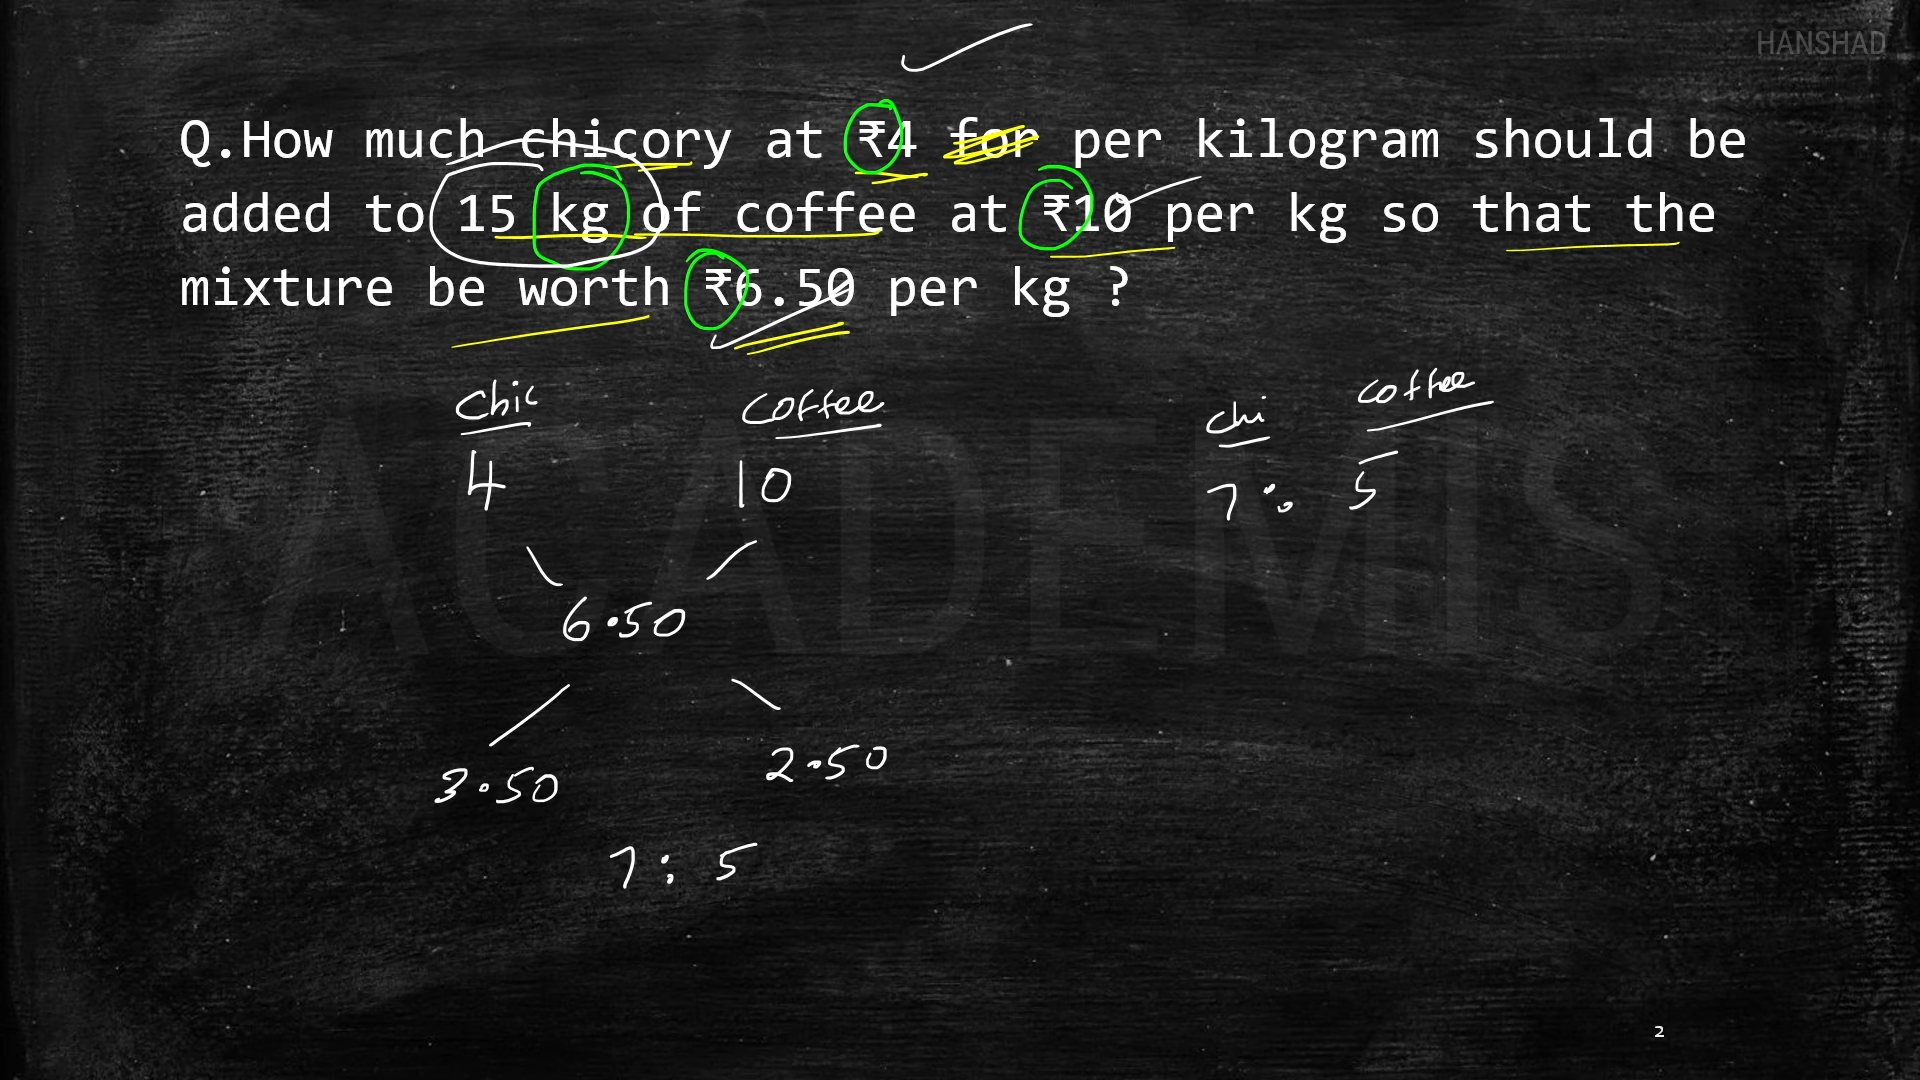 HANSHAD
Q.How much chicory at ₹4 for per kilogram should be
added to 15 kg of coffee at ₹10 per kg so that the
mixture be worth ₹6.50 per kg ?
Chic Coffee
4 10
6.50
3.50 2.50
7 : 5
chi coffee
7 : 5
ACADEMIS
2